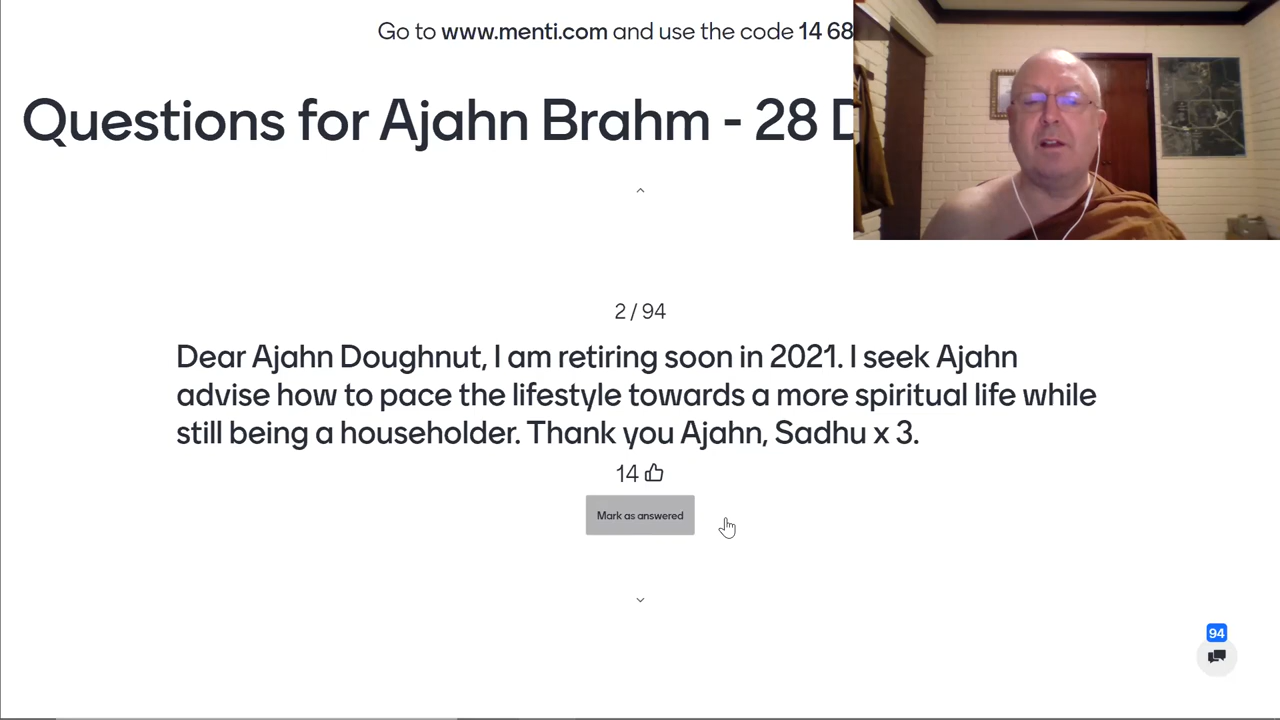 Go to www.menti.com and use the code 14 68
Questions for Ajahn Brahm - 28 D
2 / 94
Dear Ajahn Doughnut, I am retiring soon in 2021. I seek Ajahn
advise how to pace the lifestyle towards a more spiritual life while
still being a householder. Thank you Ajahn, Sadhu x 3.
14
Mark as answered
94